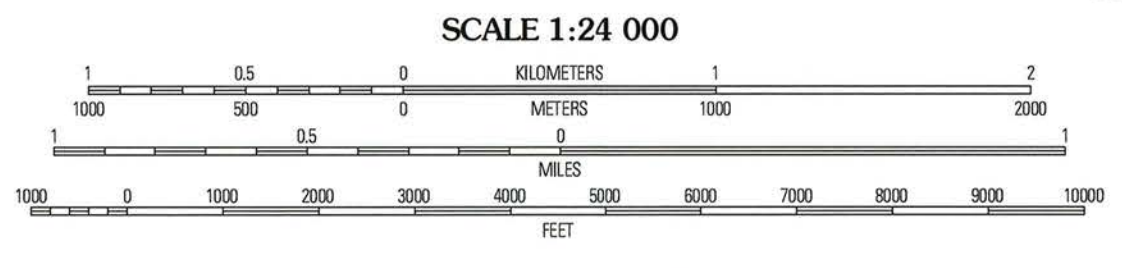 SCALE 1:24 000
1 0.5 0 KILOMETERS 1 2
1000 500 0 METERS 1000 2000
1 0.5 0 1
MILES
1000 0 1000 2000 3000 4000 5000 6000 7000 8000 9000 10000
FEET